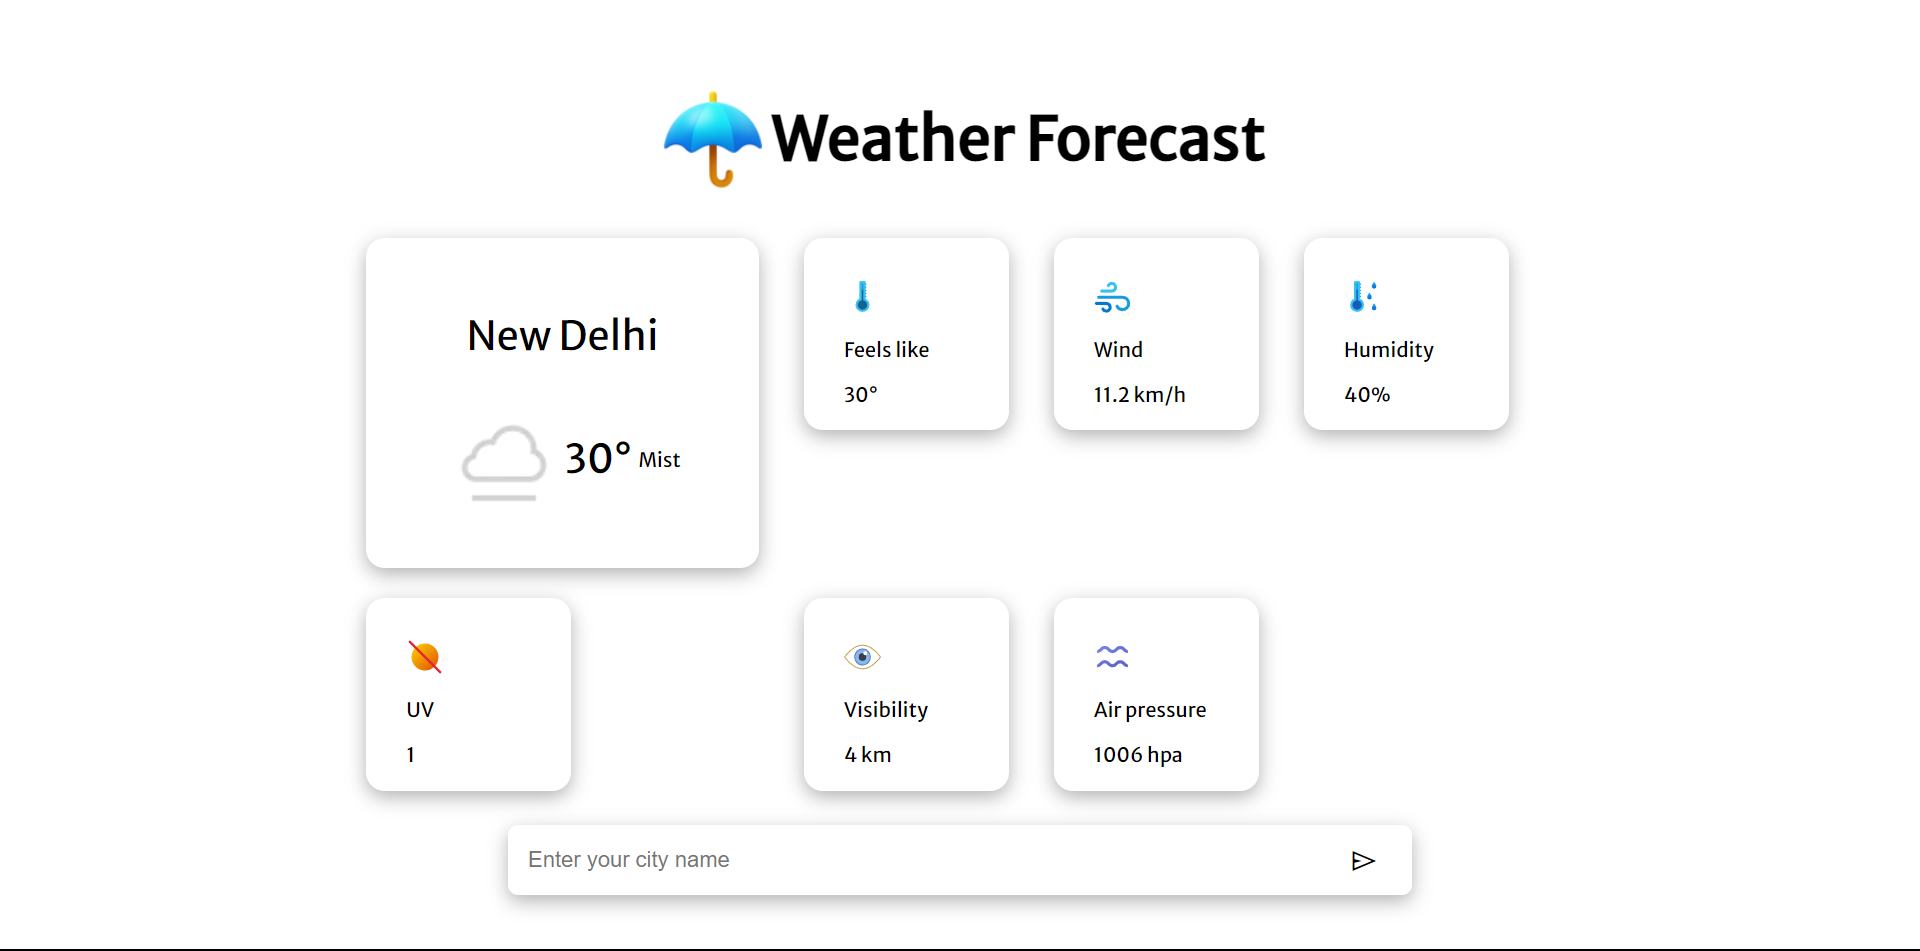 Weather Forecast
New Delhi
30° Mist
Feels like
30°
Wind
11.2 km/h
Humidity
40%
UV
1
Visibility
4 km
Air pressure
1006 hpa
Enter your city name